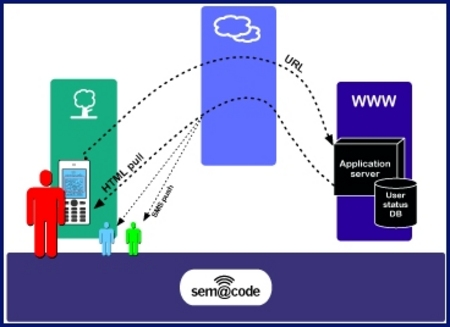 URL
WWW
Application
server
User
status
DB
HTML pull
SMS push
sem@code